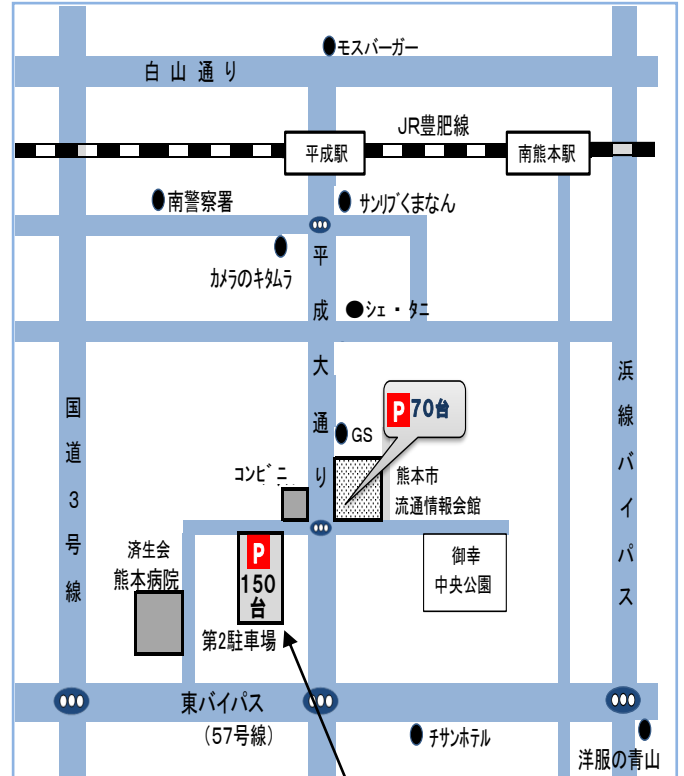 モスバーガー
白山通り
JR豊肥線
平成駅
南熊本駅
南警察署
サンリブくまなん
カメラのキタムラ
平成大通り
シェ・タニ
国道3号線
浜線バイパス
P 70台
GS
コンビニ
熊本市
流通情報会館
済生会
熊本病院
P
150
台
第2駐車場
御幸
中央公園
東バイパス
(57号線)
チサンホテル
洋服の青山